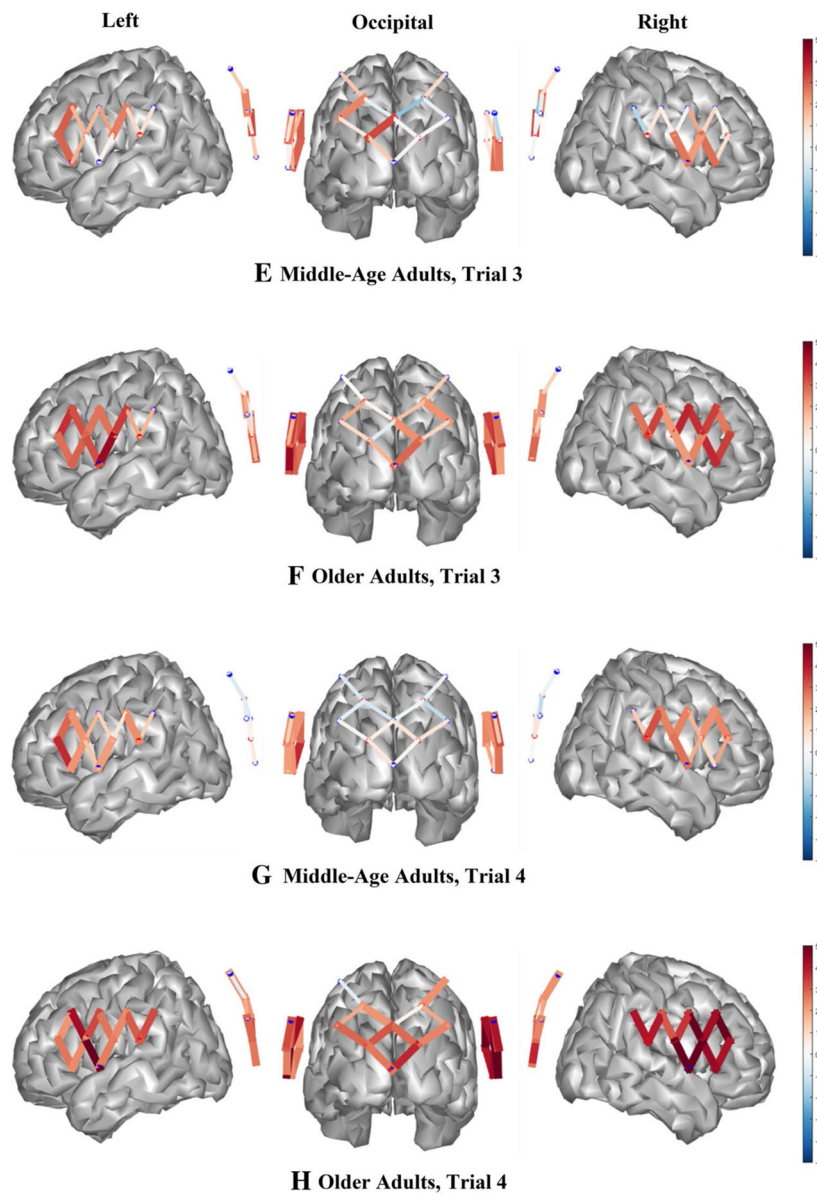 Left Occipital Right
E Middle-Age Adults, Trial 3
F Older Adults, Trial 3
G Middle-Age Adults, Trial 4
H Older Adults, Trial 4